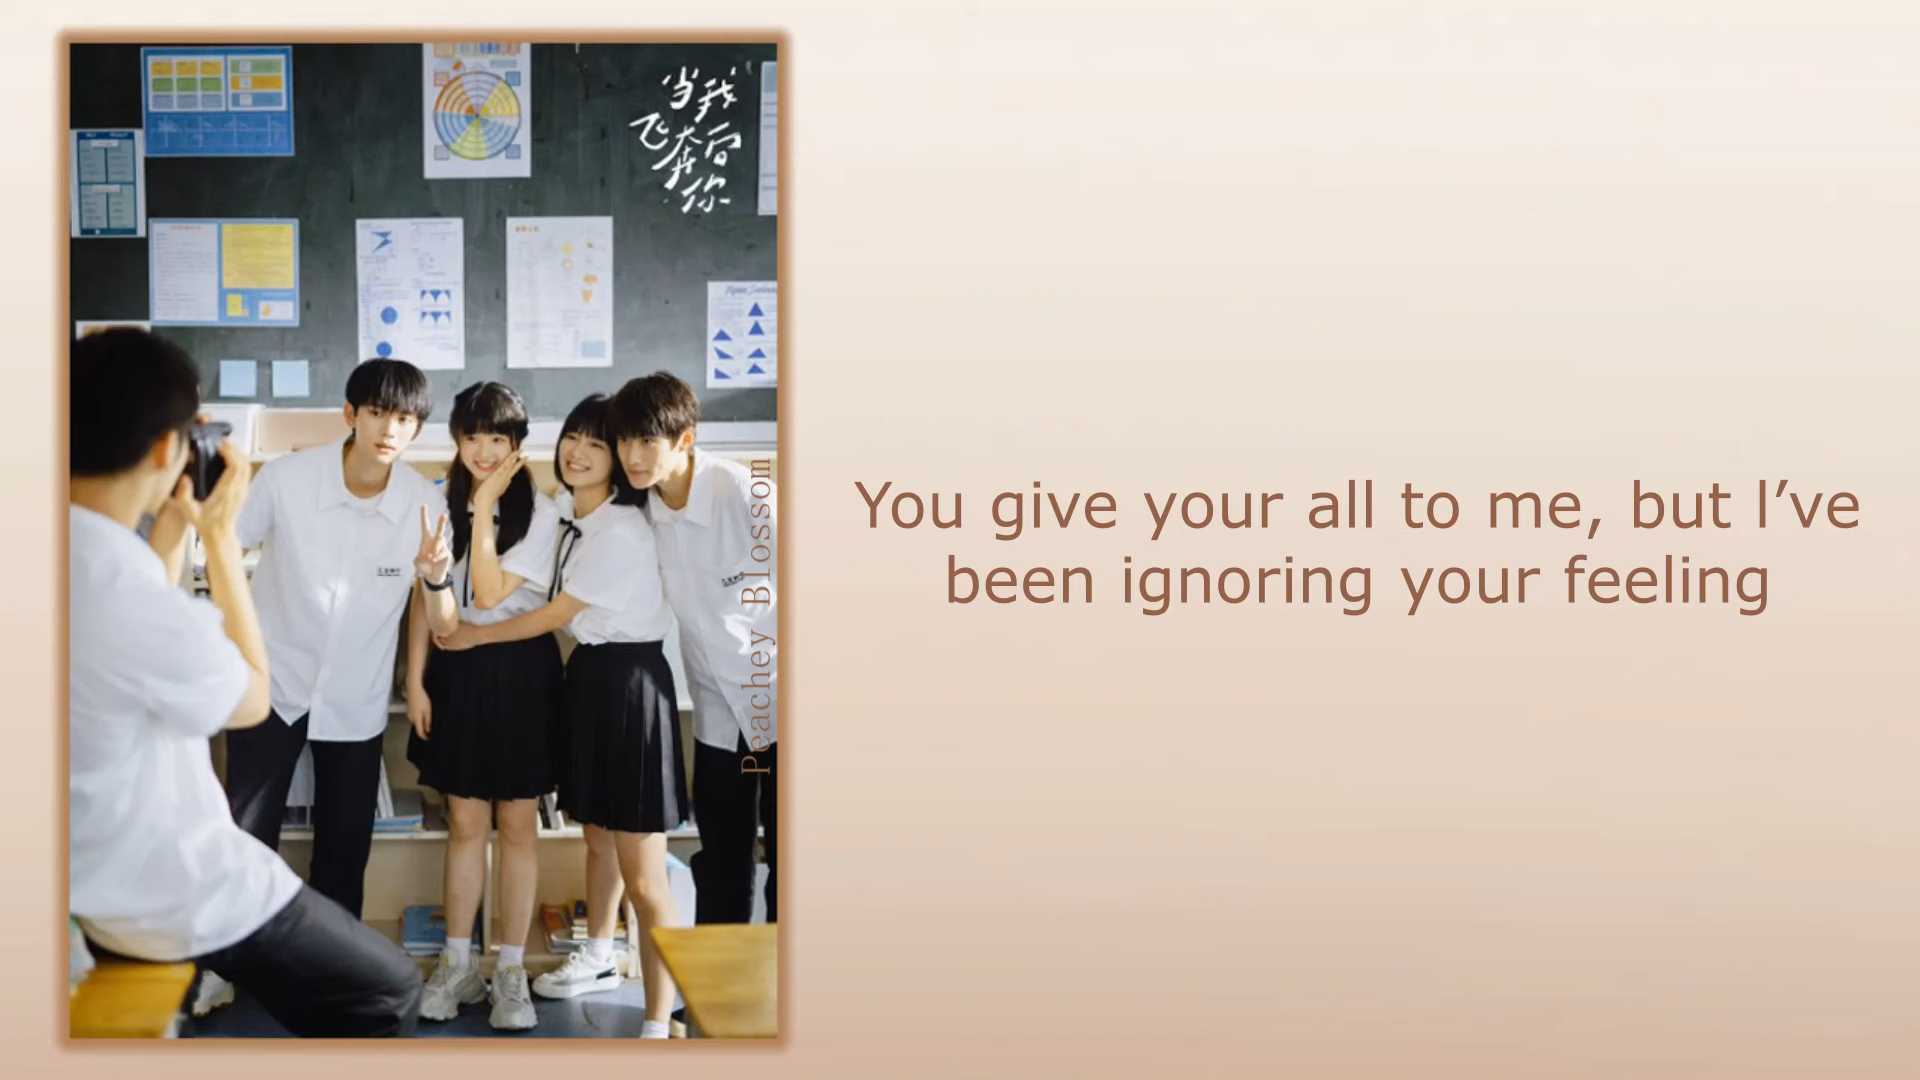 当我
飞奔向
你
Peachey Blossom
You give your all to me, but I’ve
been ignoring your feeling